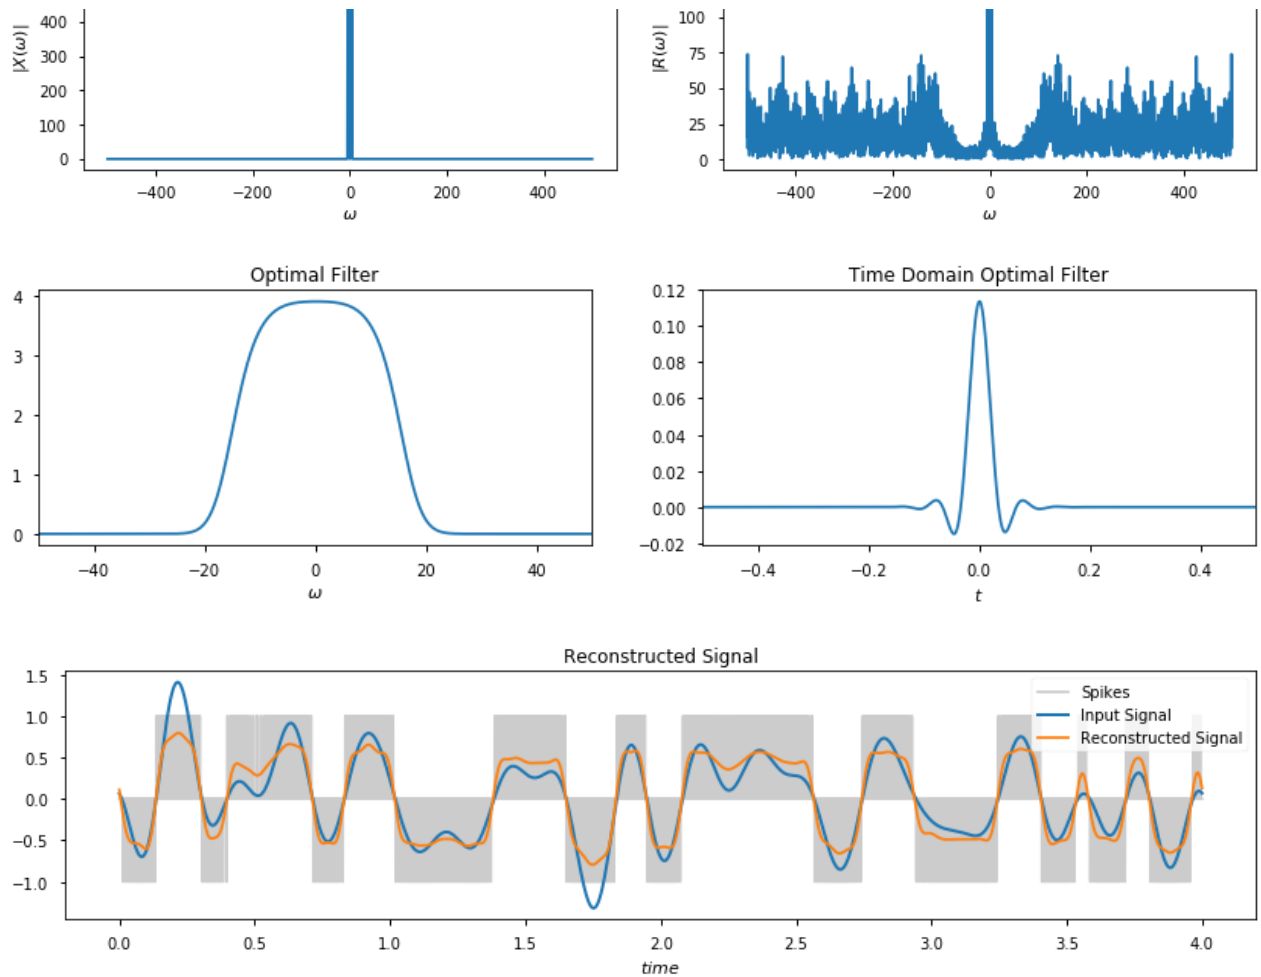 |X(ω)|
400
300
200
100
0
−400 −200 0 200 400
ω
|R(ω)|
100
75
50
25
0
−400 −200 0 200 400
ω
Optimal Filter
4
3
2
1
0
−40 −20 0 20 40
ω
Time Domain Optimal Filter
0.12
0.10
0.08
0.06
0.04
0.02
0.00
−0.02
−0.4 −0.2 0.0 0.2 0.4
t
Reconstructed Signal
1.5
1.0
0.5
0.0
−0.5
−1.0
Spikes
Input Signal
Reconstructed Signal
0.0 0.5 1.0 1.5 2.0 2.5 3.0 3.5 4.0
time